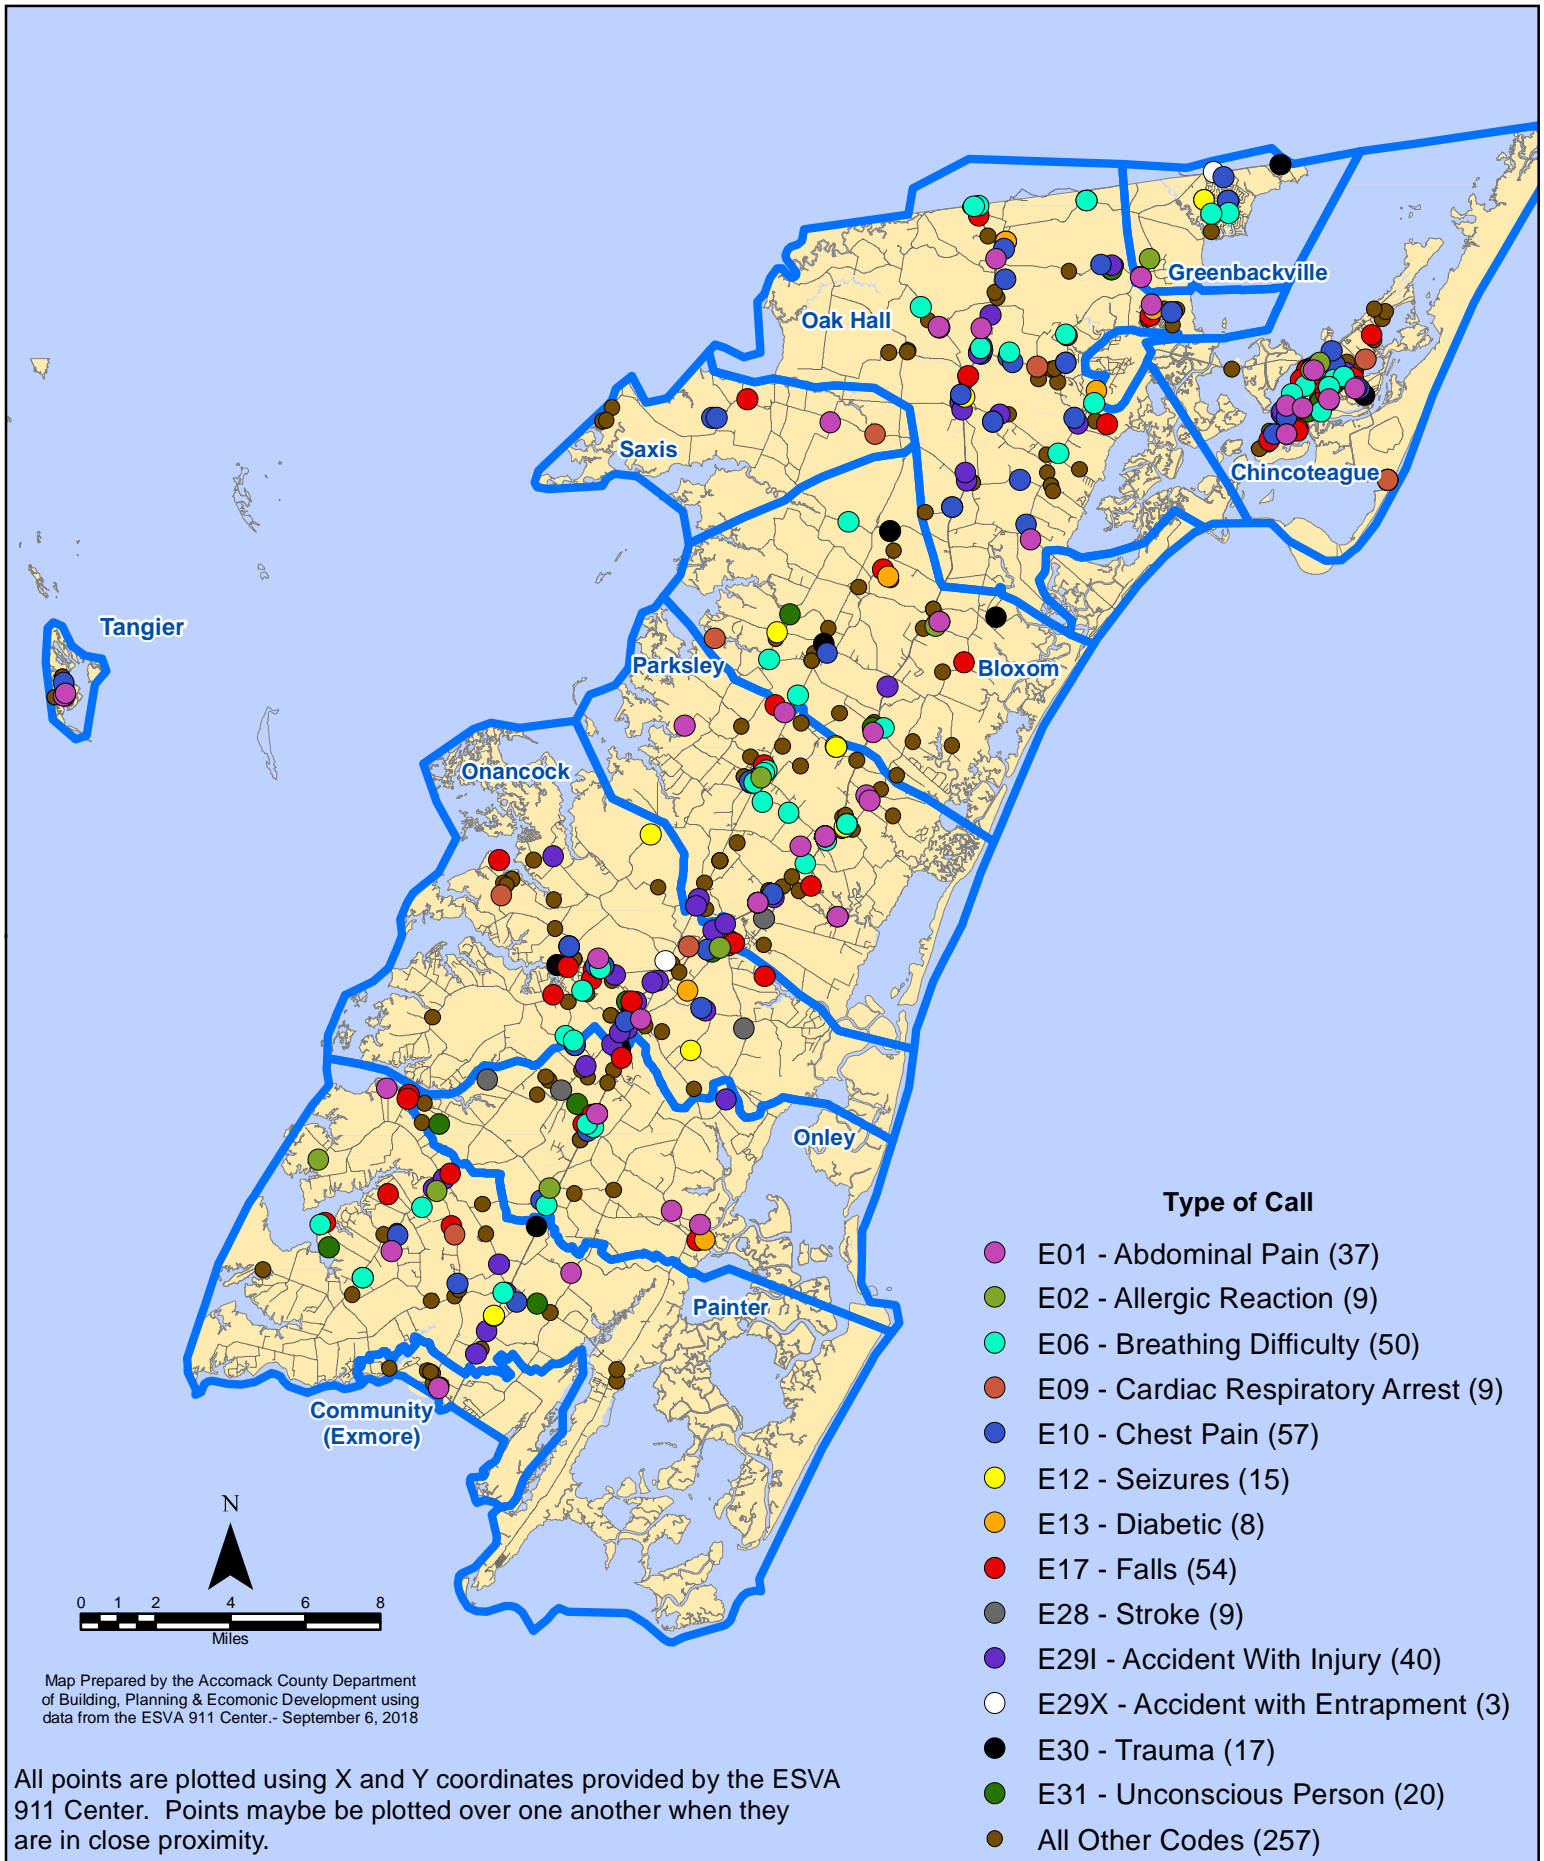 Greenbackville
Oak Hall
Saxis
Chincoteague
Tangier
Parksley
Bloxom
Onancock
Onley
Painter
Community
(Exmore)
Type of Call
E01 - Abdominal Pain (37)
E02 - Allergic Reaction (9)
E06 - Breathing Difficulty (50)
E09 - Cardiac Respiratory Arrest (9)
E10 - Chest Pain (57)
E12 - Seizures (15)
E13 - Diabetic (8)
E17 - Falls (54)
E28 - Stroke (9)
E29I - Accident With Injury (40)
E29X - Accident with Entrapment (3)
E30 - Trauma (17)
E31 - Unconscious Person (20)
All Other Codes (257)
N
0 1 2 4 6 8
Miles
Map Prepared by the Accomack County Department
of Building, Planning & Ecomonic Development using
data from the ESVA 911 Center.- September 6, 2018
All points are plotted using X and Y coordinates provided by the ESVA
911 Center.  Points maybe be plotted over one another when they
are in close proximity.